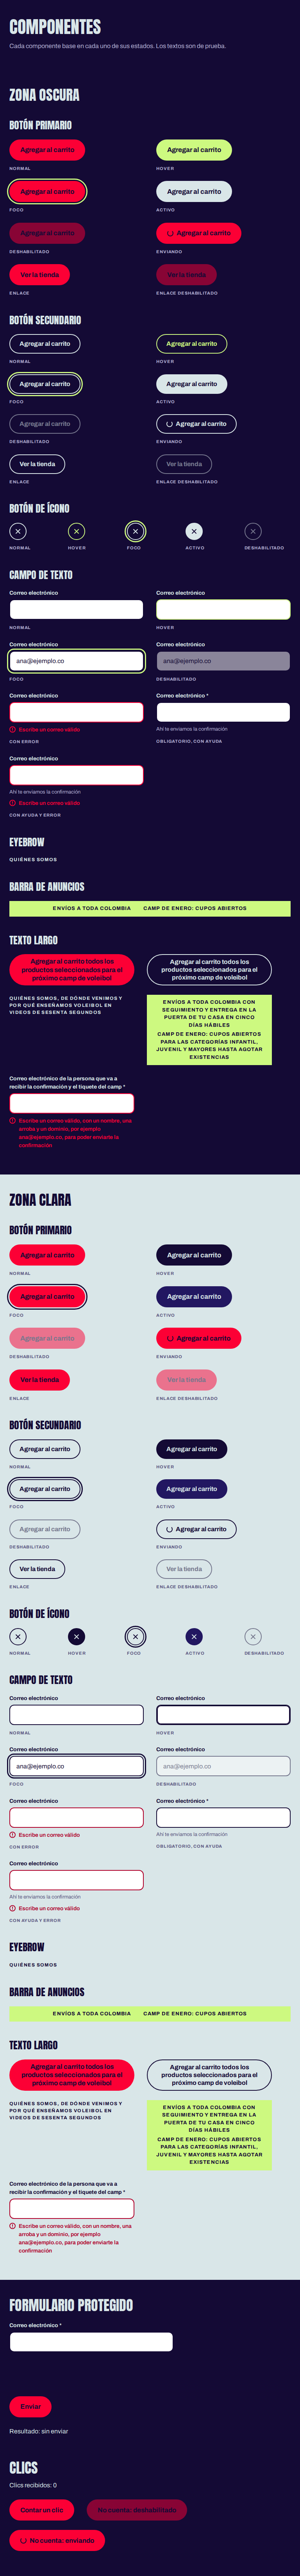 COMPONENTES
Cada componente base en cada uno de sus estados. Los textos son de prueba.
ZONA OSCURA
BOTÓN PRIMARIO
Agregar al carrito
Agregar al carrito
NORMAL
HOVER
Agregar al carrito
Agregar al carrito
FOCO
ACTIVO
Agregar al carrito
Agregar al carrito
DESHABILITADO
ENVIANDO
Ver la tienda
Ver la tienda
ENLACE
ENLACE DESHABILITADO
BOTÓN SECUNDARIO
Agregar al carrito
Agregar al carrito
NORMAL
HOVER
Agregar al carrito
Agregar al carrito
FOCO
ACTIVO
Agregar al carrito
Agregar al carrito
DESHABILITADO
ENVIANDO
Ver la tienda
Ver la tienda
ENLACE
ENLACE DESHABILITADO
BOTÓN DE ÍCONO
NORMAL
HOVER
FOCO
ACTIVO
DESHABILITADO
CAMPO DE TEXTO
Correo electrónico
Correo electrónico
NORMAL
HOVER
Correo electrónico
Correo electrónico
ana@ejemplo.co
ana@ejemplo.co
FOCO
DESHABILITADO
Correo electrónico
Correo electrónico *
Escribe un correo válido
Ahí te enviamos la confirmación
CON ERROR
OBLIGATORIO, CON AYUDA
Correo electrónico
Ahí te enviamos la confirmación
Escribe un correo válido
CON AYUDA Y ERROR
EYEBROW
QUIÉNES SOMOS
BARRA DE ANUNCIOS
ENVÍOS A TODA COLOMBIA
CAMP DE ENERO: CUPOS ABIERTOS
TEXTO LARGO
Agregar al carrito todos los
productos seleccionados para el
próximo camp de voleibol
Agregar al carrito todos los
productos seleccionados para el
próximo camp de voleibol
QUIÉNES SOMOS, DE DÓNDE VENIMOS Y
POR QUÉ ENSEÑAMOS VOLEIBOL EN
VIDEOS DE SESENTA SEGUNDOS
ENVÍOS A TODA COLOMBIA CON
SEGUIMIENTO Y ENTREGA EN LA
PUERTA DE TU CASA EN CINCO
DÍAS HÁBILES
CAMP DE ENERO: CUPOS ABIERTOS
PARA LAS CATEGORÍAS INFANTIL,
JUVENIL Y MAYORES HASTA AGOTAR
EXISTENCIAS
Correo electrónico de la persona que va a
recibir la confirmación y el tiquete del camp *
Escribe un correo válido, con un nombre, una
arroba y un dominio, por ejemplo
ana@ejemplo.co, para poder enviarte la
confirmación
ZONA CLARA
BOTÓN PRIMARIO
Agregar al carrito
Agregar al carrito
NORMAL
HOVER
Agregar al carrito
Agregar al carrito
FOCO
ACTIVO
Agregar al carrito
Agregar al carrito
DESHABILITADO
ENVIANDO
Ver la tienda
Ver la tienda
ENLACE
ENLACE DESHABILITADO
BOTÓN SECUNDARIO
Agregar al carrito
Agregar al carrito
NORMAL
HOVER
Agregar al carrito
Agregar al carrito
FOCO
ACTIVO
Agregar al carrito
Agregar al carrito
DESHABILITADO
ENVIANDO
Ver la tienda
Ver la tienda
ENLACE
ENLACE DESHABILITADO
BOTÓN DE ÍCONO
NORMAL
HOVER
FOCO
ACTIVO
DESHABILITADO
CAMPO DE TEXTO
Correo electrónico
Correo electrónico
NORMAL
HOVER
Correo electrónico
Correo electrónico
ana@ejemplo.co
ana@ejemplo.co
FOCO
DESHABILITADO
Correo electrónico
Correo electrónico *
Escribe un correo válido
Ahí te enviamos la confirmación
CON ERROR
OBLIGATORIO, CON AYUDA
Correo electrónico
Ahí te enviamos la confirmación
Escribe un correo válido
CON AYUDA Y ERROR
EYEBROW
QUIÉNES SOMOS
BARRA DE ANUNCIOS
ENVÍOS A TODA COLOMBIA
CAMP DE ENERO: CUPOS ABIERTOS
TEXTO LARGO
Agregar al carrito todos los
productos seleccionados para el
próximo camp de voleibol
Agregar al carrito todos los
productos seleccionados para el
próximo camp de voleibol
QUIÉNES SOMOS, DE DÓNDE VENIMOS Y
POR QUÉ ENSEÑAMOS VOLEIBOL EN
VIDEOS DE SESENTA SEGUNDOS
ENVÍOS A TODA COLOMBIA CON
SEGUIMIENTO Y ENTREGA EN LA
PUERTA DE TU CASA EN CINCO
DÍAS HÁBILES
CAMP DE ENERO: CUPOS ABIERTOS
PARA LAS CATEGORÍAS INFANTIL,
JUVENIL Y MAYORES HASTA AGOTAR
EXISTENCIAS
Correo electrónico de la persona que va a
recibir la confirmación y el tiquete del camp *
Escribe un correo válido, con un nombre, una
arroba y un dominio, por ejemplo
ana@ejemplo.co, para poder enviarte la
confirmación
FORMULARIO PROTEGIDO
Correo electrónico *
Enviar
Resultado: sin enviar
CLICS
Clics recibidos: 0
Contar un clic
No cuenta: deshabilitado
No cuenta: enviando